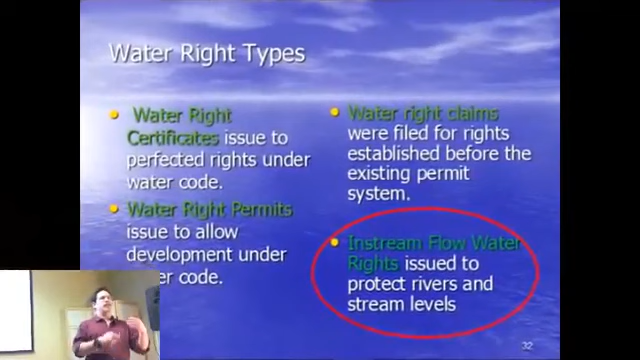 Water Right Types
Water Right
Certificates issue to
perfected rights under
water code.
Water Right Permits
issue to allow
development under
code.
Water right claims
were filed for rights
established before the
existing permit
system.
Instream Flow Water
Rights issued to
protect rivers and
stream levels
32